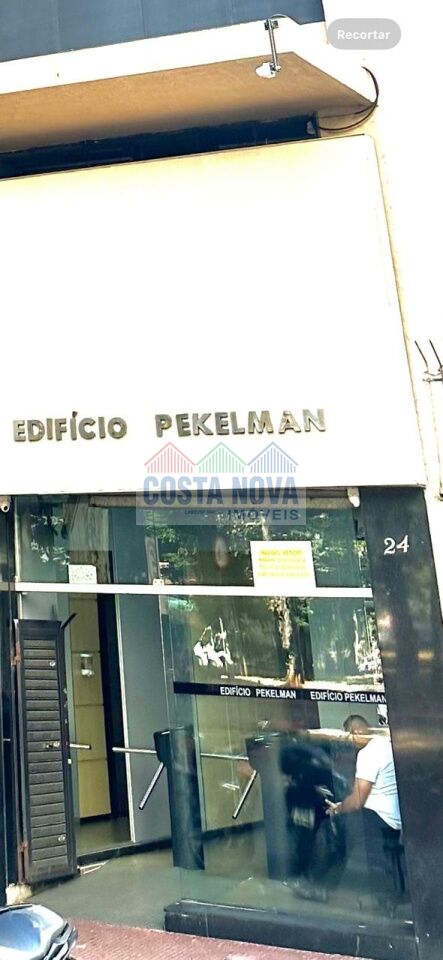 Recortar
EDIFÍCIO PEKELMAN
COSTA NOVA
IMÓVEIS
24
EDIFÍCIO PEKELMAN EDIFÍCIO PEKELMAN